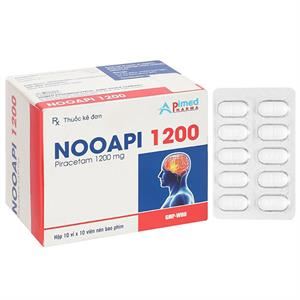 Apimed
PHARMA
Rx Thuốc kê đơn
NOOAPI 1200
Piracetam 1200 mg
GMP-WHO
Hộp 10 vỉ x 10 viên nén bao phim